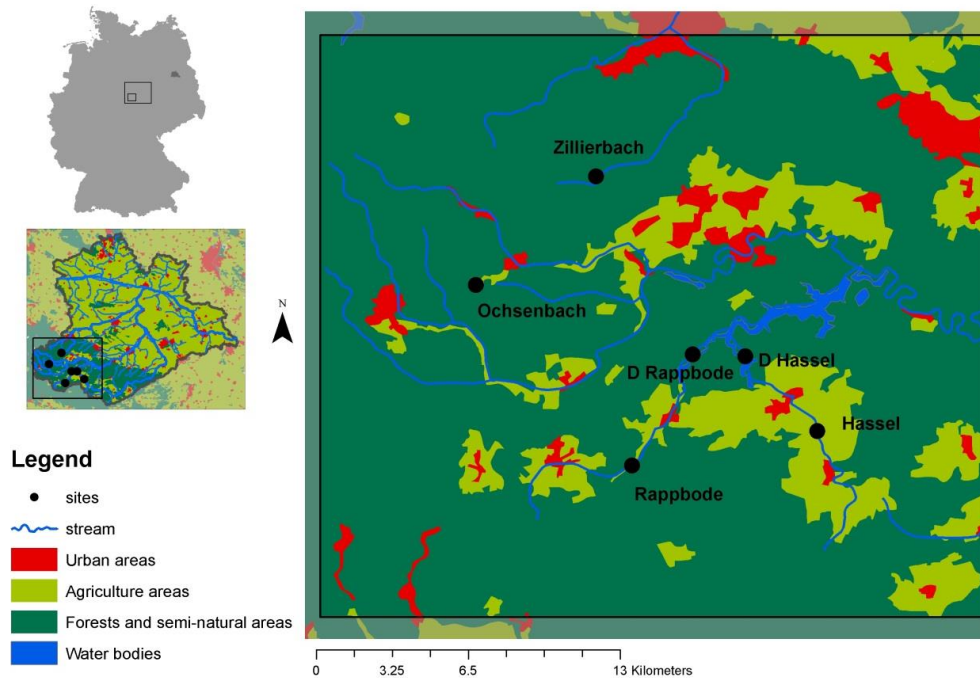 Zillierbach
Ochsenbach
D Rappbode
D Hassel
Hassel
Rappbode
N
Legend
sites
stream
Urban areas
Agriculture areas
Forests and semi-natural areas
Water bodies
0 3.25 6.5 13 Kilometers